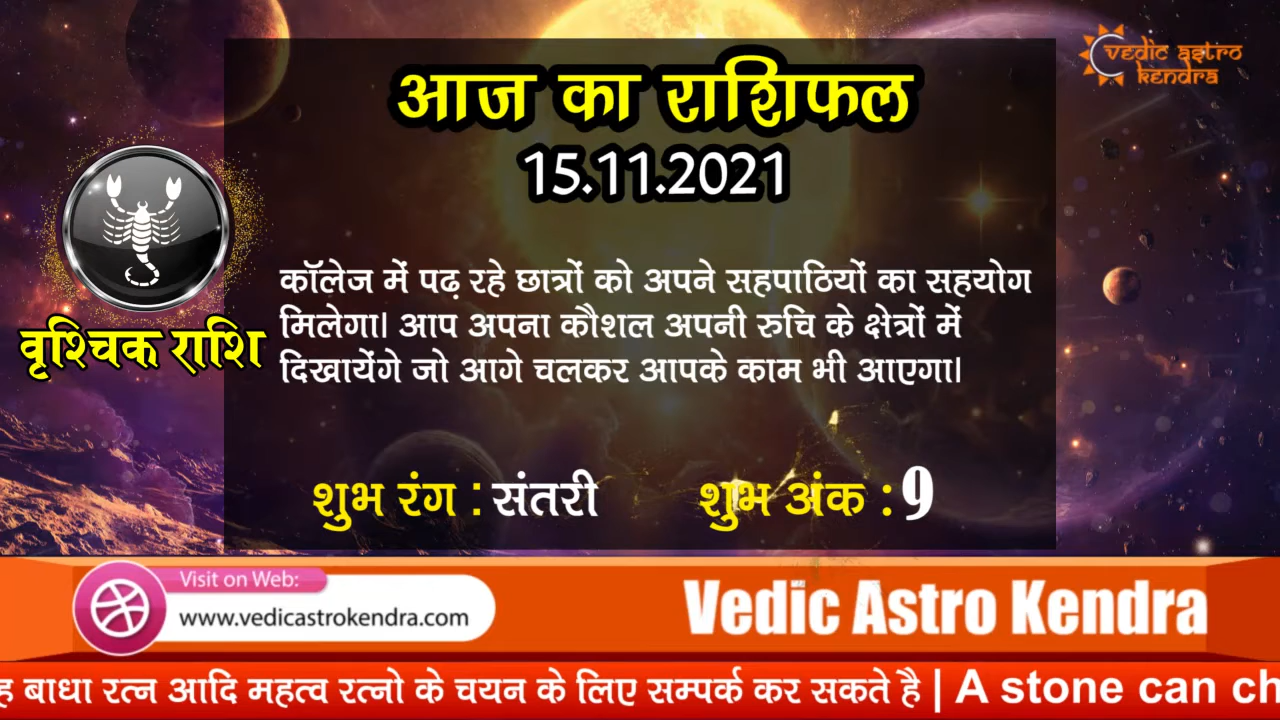 vedic astro
kendra
आज का राशिफल
15.11.2021
वृश्चिक राशि
कॉलेज में पढ़ रहे छात्रों को अपने सहपाठियों का सहयोग
मिलेगा। आप अपना कौशल अपनी रुचि के क्षेत्रों में
दिखायेंगे जो आगे चलकर आपके काम भी आएगा।
शुभ रंग : संतरी शुभ अंक : 9
Visit on Web:
www.vedicastrokendra.com
Vedic Astro Kendra
बाधा रत्न आदि महत्व रत्नो के चयन के लिए सम्पर्क कर सकते है | A stone can